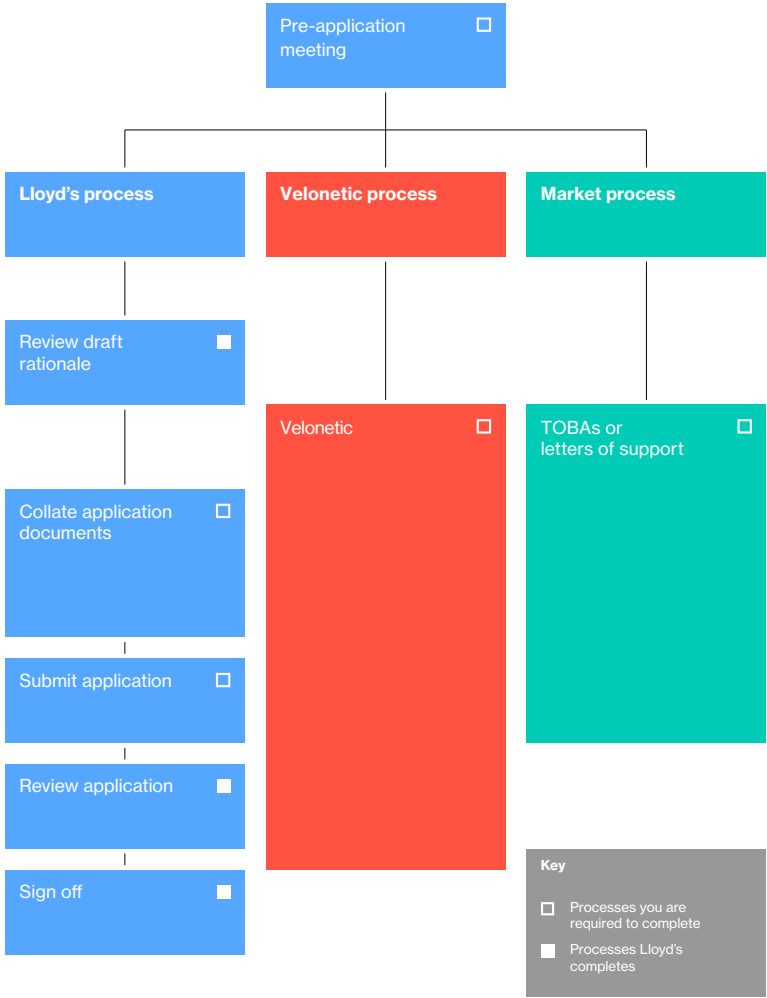 Pre-application
meeting
Lloyd’s process
Velonetic process
Market process
Review draft
rationale
Velonetic
TOBAs or
letters of support
Collate application
documents
Submit application
Review application
Sign off
Key
Processes you are
required to complete
Processes Lloyd’s
completes